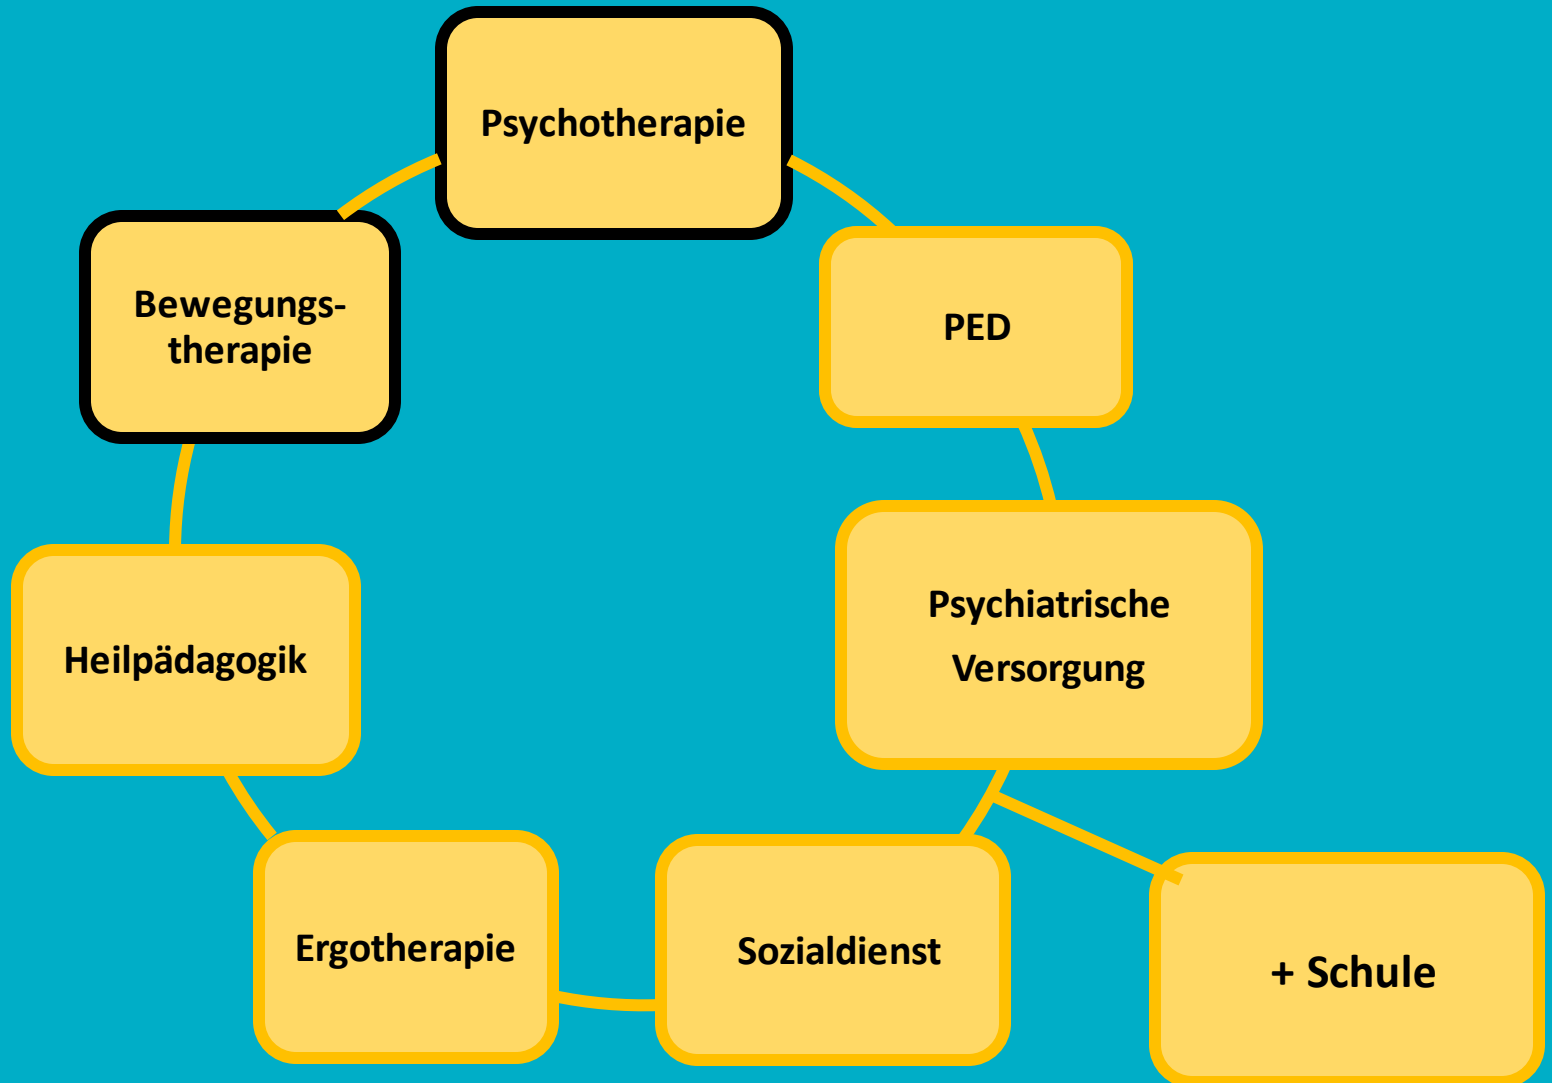 Psychotherapie
Bewegungs-
therapie
PED
Psychiatrische
Versorgung
Heilpädagogik
Ergotherapie
Sozialdienst
+ Schule